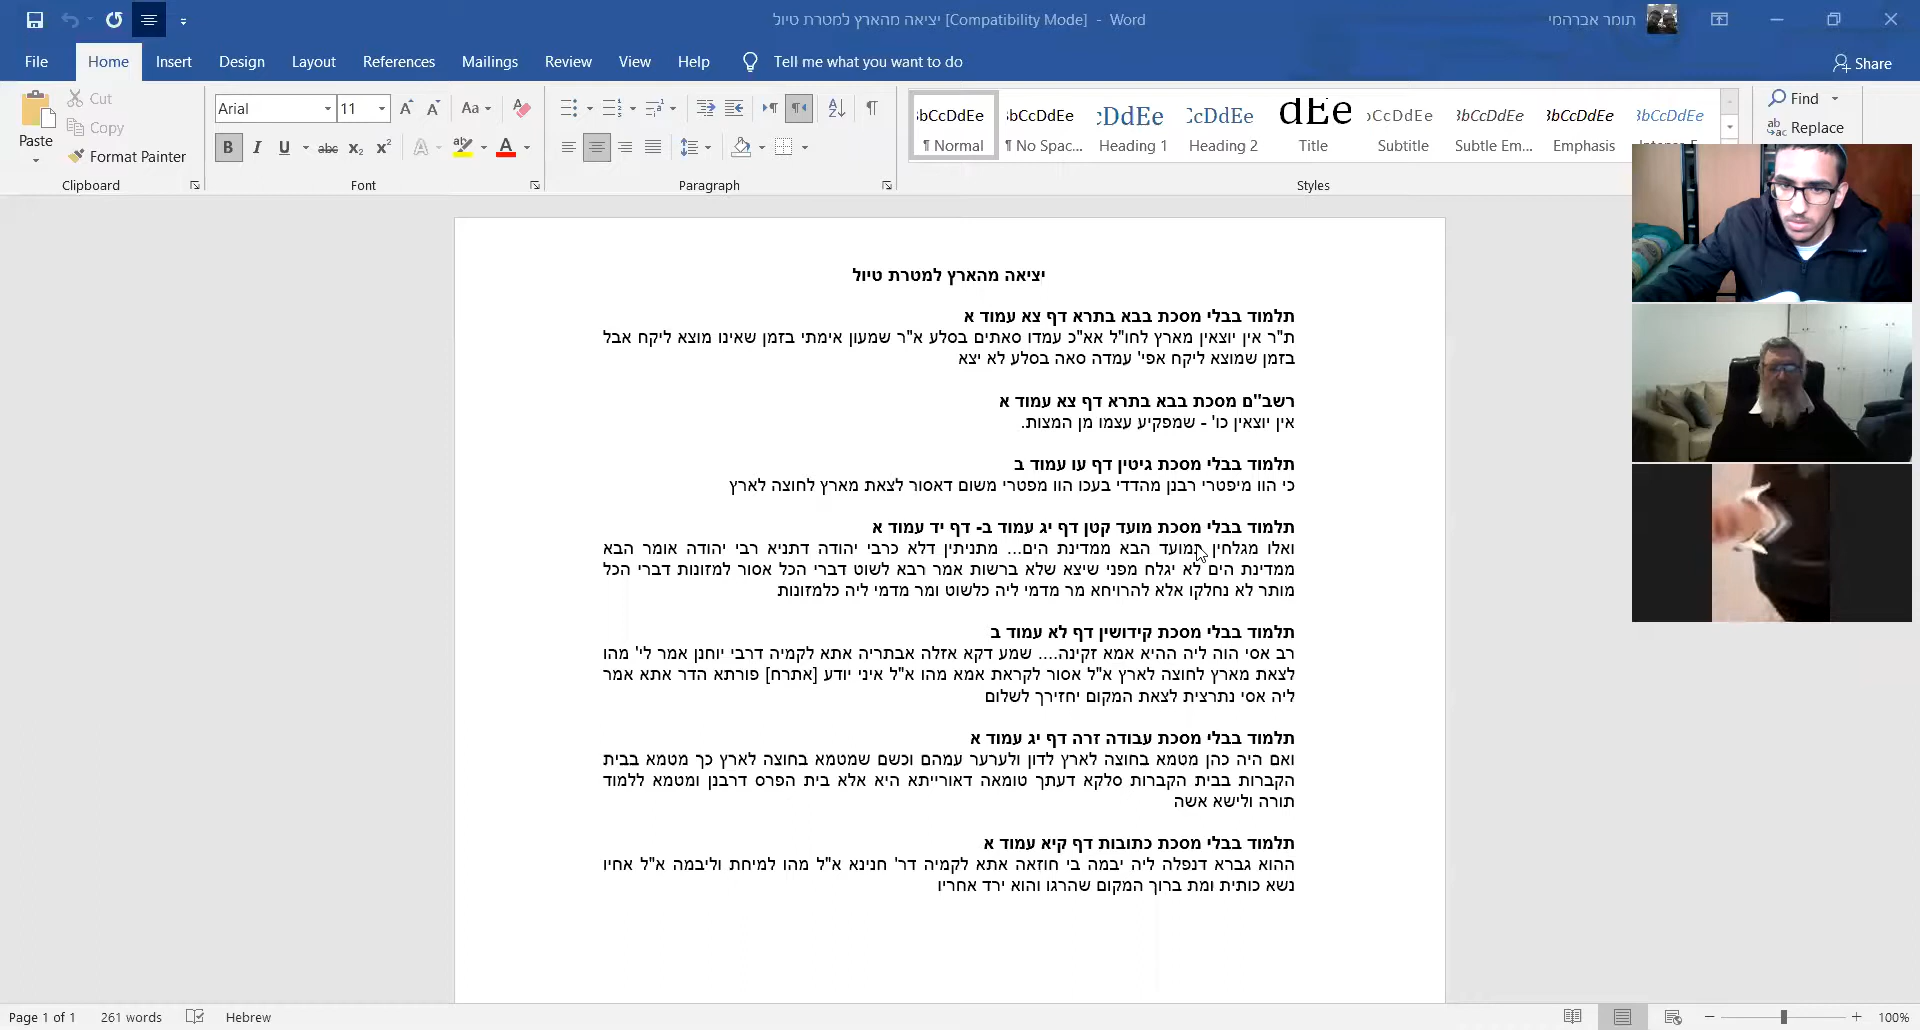 יציאה מהארץ למטרת טיול [Compatibility Mode] - Word
תומר אברהמי
File Home Insert Design Layout References Mailings Review View Help Tell me what you want to do
Share
Paste
Cut
Copy
Format Painter
Clipboard
Arial 11
Font
Paragraph
¶ Normal ¶ No Spac... Heading 1 Heading 2 Title Subtitle Subtle Em... Emphasis
Styles
Find
Replace
יציאה מהארץ למטרת טיול
תלמוד בבלי מסכת בבא בתרא דף צא עמוד א
ת"ר אין יוצאין מארץ לחו"ל אא"כ עמדו סאתים בסלע א"ר שמעון אימתי בזמן שאינו מוצא ליקח אבל
בזמן שמוצא ליקח אפי' עמדה סאה בסלע לא יצא
רשב"ם מסכת בבא בתרא דף צא עמוד א
אין יוצאין כו' - שמפקיע עצמו מן המצות.
תלמוד בבלי מסכת גיטין דף עו עמוד ב
כי הוו מיפטרי רבנן מהדדי בעכו הוו מפטרי משום דאסור לצאת מארץ לחוצה לארץ
תלמוד בבלי מסכת מועד קטן דף יג עמוד ב- דף יד עמוד א
ואלו מגלחין במועד הבא ממדינת הים... מתניתין דלא כרבי יהודה דתניא רבי יהודה אומר הבא
ממדינת הים לא יגלח מפני שיצא שלא ברשות אמר רבא לשוט דברי הכל אסור למזונות דברי הכל
מותר לא נחלקו אלא להרויחא מר מדמי ליה כלשוט ומר מדמי ליה כלמזונות
תלמוד בבלי מסכת קידושין דף לא עמוד ב
רב אסי הוה ליה ההיא אמא זקינה.... שמע דקא אזלה אבתריה אתא לקמיה דרבי יוחנן אמר לי' מהו
לצאת מארץ לחוצה לארץ א"ל אסור לקראת אמא מהו א"ל איני יודע [אתרח] פורתא הדר אתא אמר
ליה אסי נתרצית לצאת המקום יחזירך לשלום
תלמוד בבלי מסכת עבודה זרה דף יג עמוד א
ואם היה כהן מטמא בחוצה לארץ לדון ולערער עמהם וכשם שמטמא בחוצה לארץ כך מטמא בבית
הקברות בבית הקברות סלקא דעתך טומאה דאורייתא היא אלא בית הפרס דרבנן ומטמא ללמוד
תורה ולישא אשה
תלמוד בבלי מסכת כתובות דף קיא עמוד א
ההוא גברא דנפלה ליה יבמה בי חוזאה אתא לקמיה דר' חנינא א"ל מהו למיחת וליבמה א"ל אחיו
נשא כותית ומת ברוך המקום שהרגו והוא ירד אחריו
Page 1 of 1 261 words Hebrew
100%